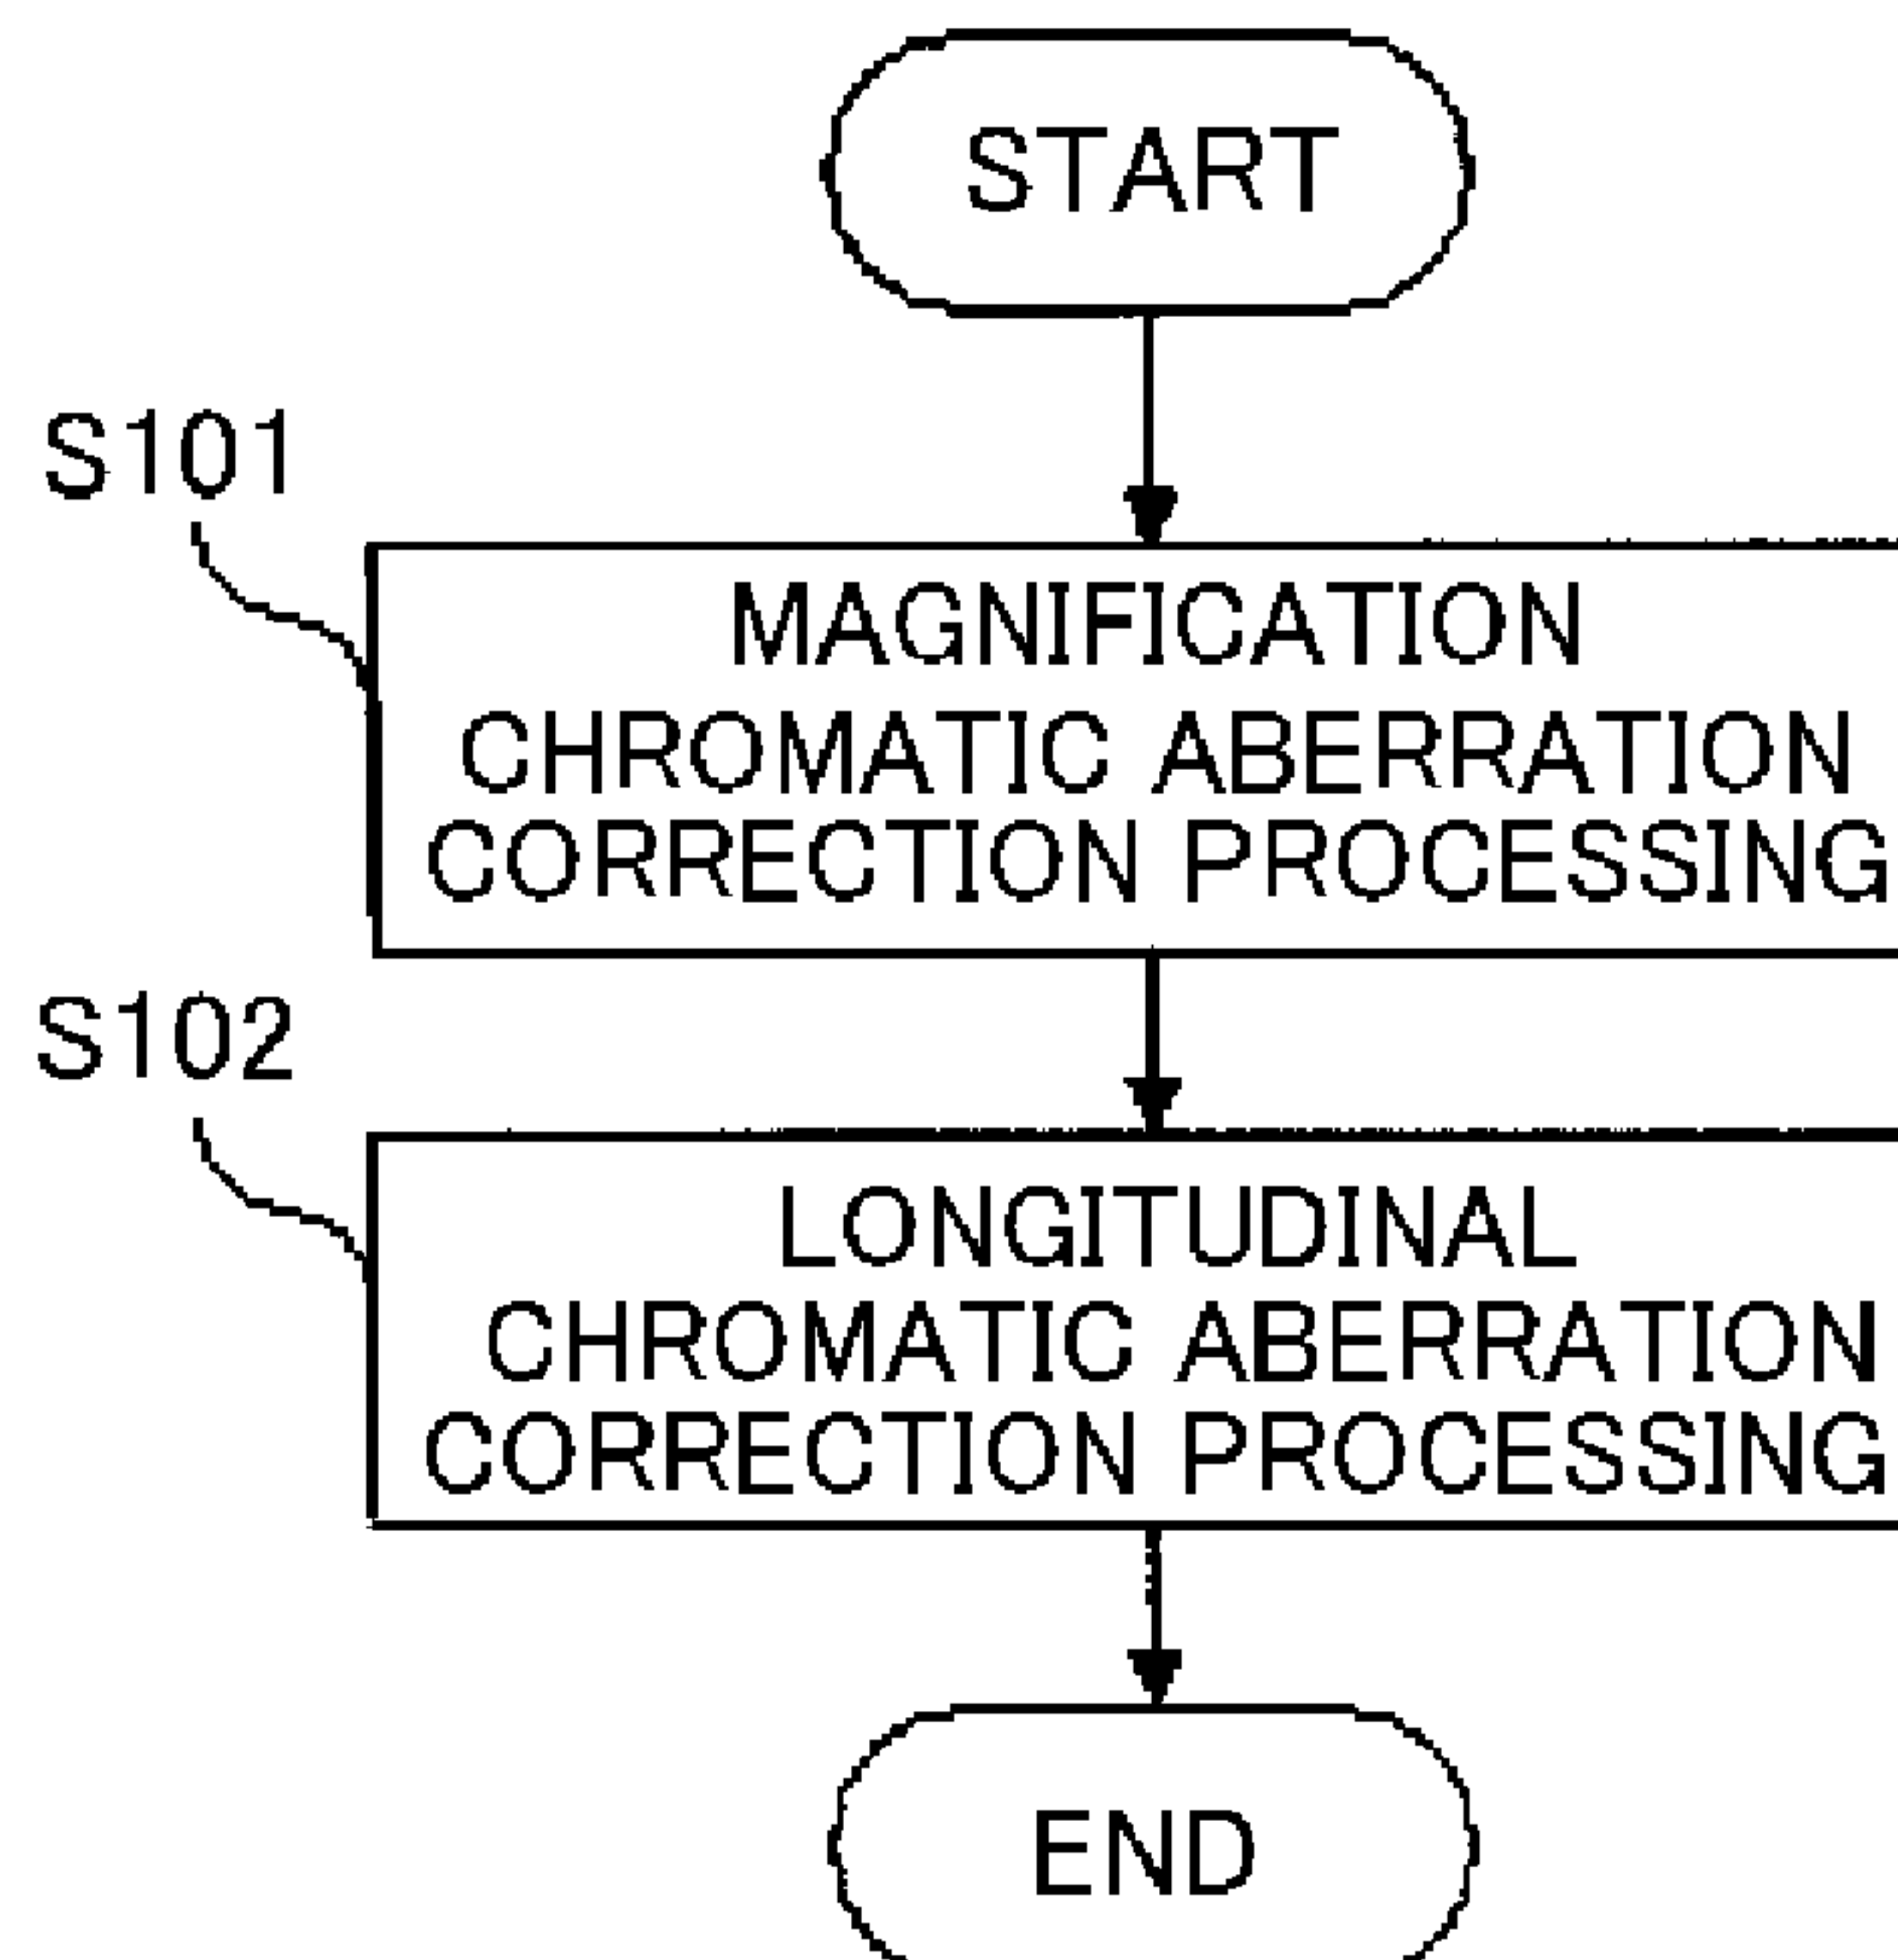 START
S101
MAGNIFICATION
CHROMATIC ABERRATION
CORRECTION PROCESSING
S102
LONGITUDINAL
CHROMATIC ABERRATION
CORRECTION PROCESSING
END